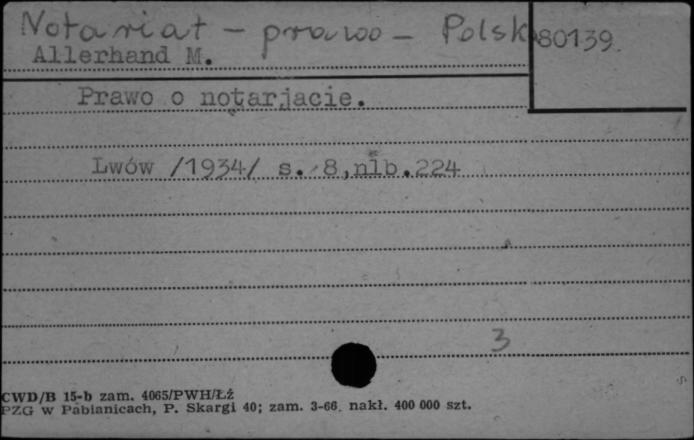 Notariat - prawo - Polska
80139
Allerhand M.
Prawo o notarjacie.
Lwów /1934/ s. 8,nlb.224
3
CWD/B 15-b zam. 4065/PWH/ŁŹ
PZG w Pabianicach, P. Skargi 40; zam. 3-66. nakł. 400 000 szt.